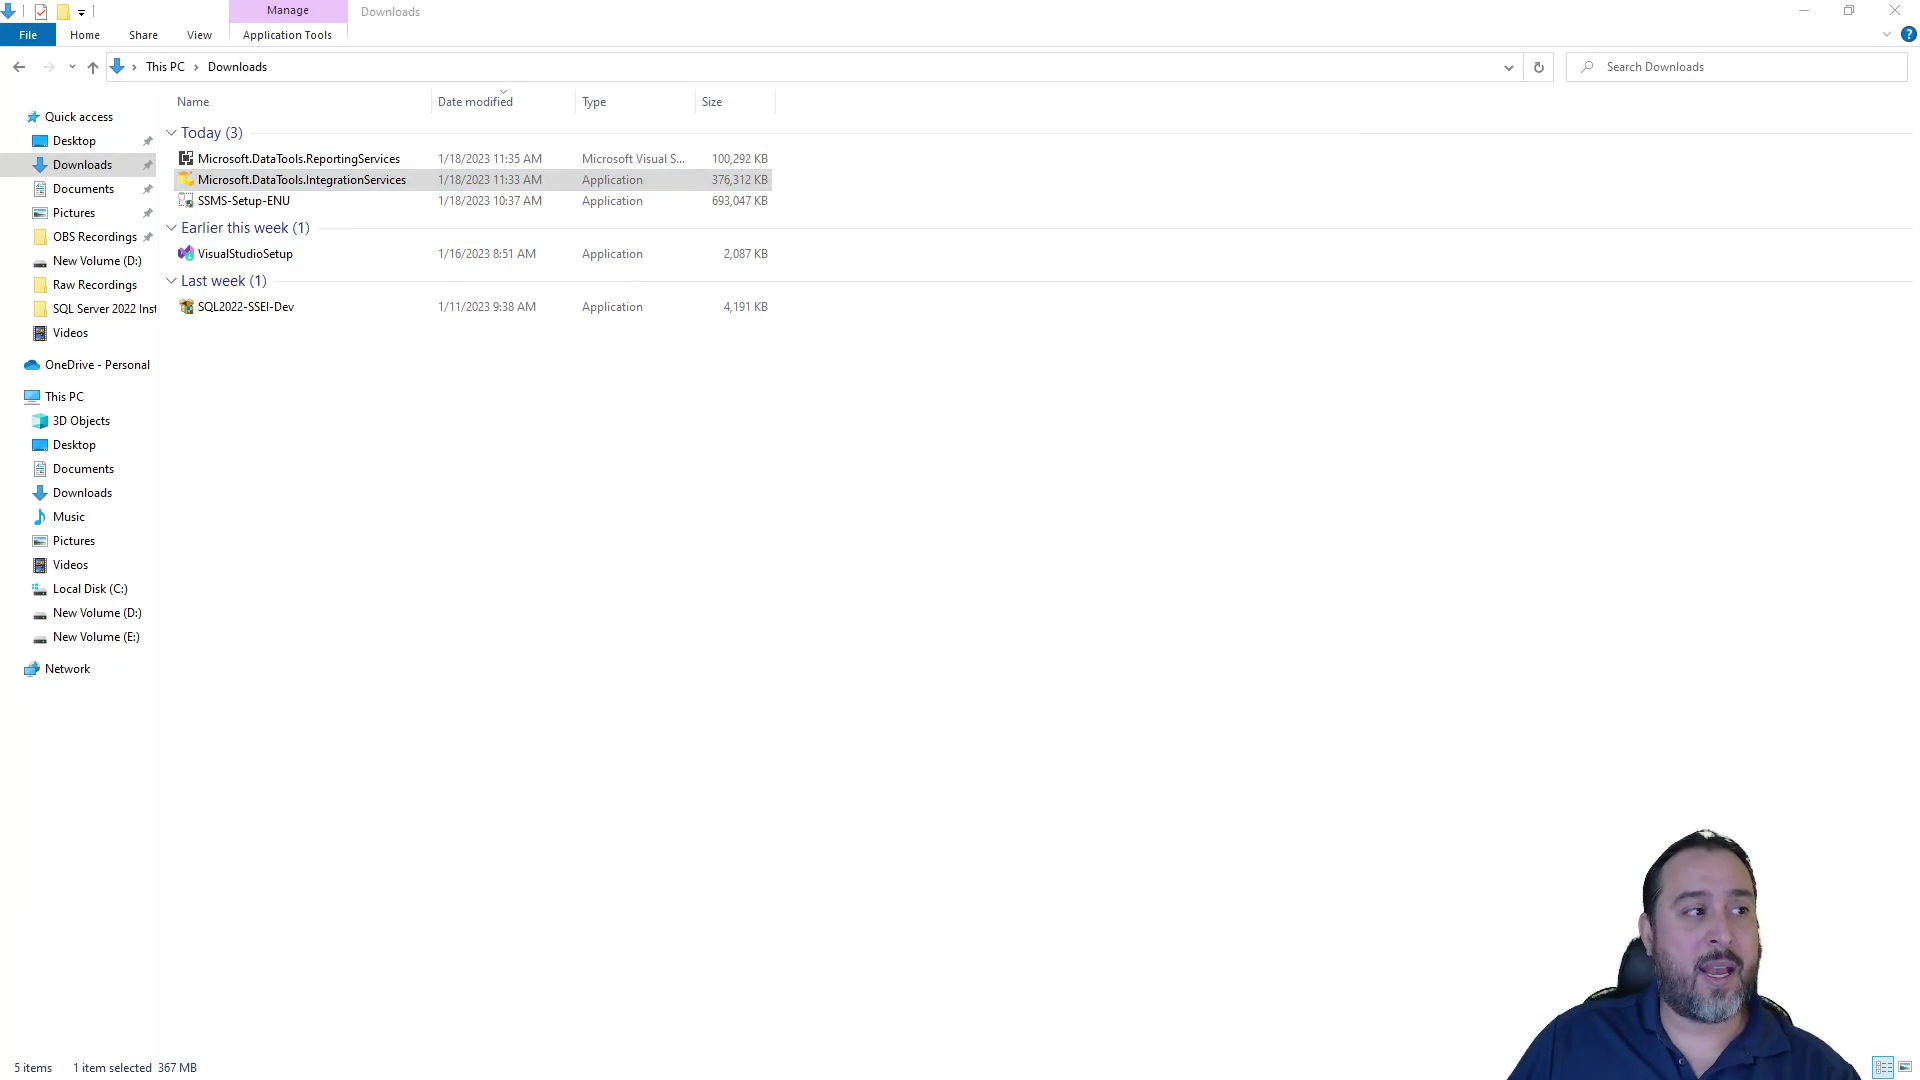 Manage
Downloads
File
Home
Share
View
Application Tools
?
This PC
Downloads
Search Downloads
Name
Date modified
Type
Size
Quick access
Desktop
Downloads
Documents
Pictures
OBS Recordings
New Volume (D:)
Raw Recordings
SQL Server 2022 Inst
Videos
OneDrive - Personal
This PC
3D Objects
Desktop
Documents
Downloads
Music
Pictures
Videos
Local Disk (C:)
New Volume (D:)
New Volume (E:)
Network
Today (3)
Microsoft.DataTools.ReportingServices 1/18/2023 11:35 AM Microsoft Visual S... 100,292 KB
Microsoft.DataTools.IntegrationServices 1/18/2023 11:33 AM Application 376,312 KB
SSMS-Setup-ENU 1/18/2023 10:37 AM Application 693,047 KB
Earlier this week (1)
VisualStudioSetup 1/16/2023 8:51 AM Application 2,087 KB
Last week (1)
SQL2022-SSEI-Dev 1/11/2023 9:38 AM Application 4,191 KB
5 items 1 item selected 367 MB